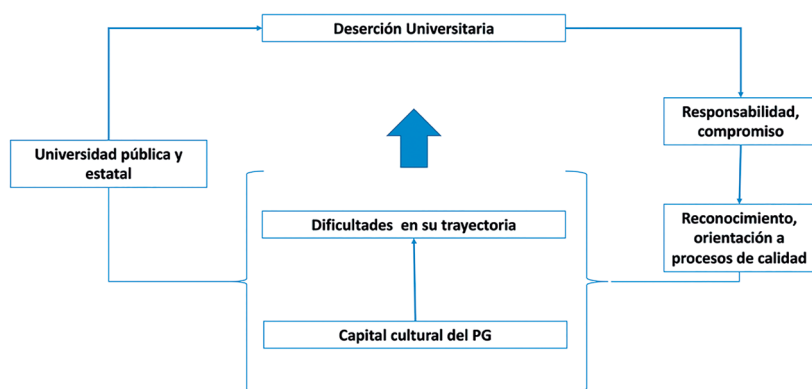 Deserción Universitaria
Responsabilidad,
compromiso
Universidad pública y
estatal
Reconocimiento,
orientación a
procesos de calidad
Dificultades en su trayectoria
Capital cultural del PG